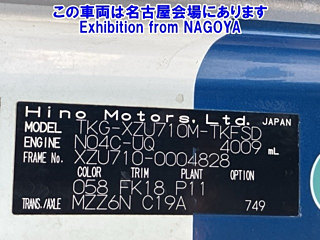 この車両は名古屋会場にあります
Exhibition from NAGOYA
Hino Motors, Ltd. JAPAN
MODEL TKG-XZU710M-TKFSD
ENGINE N04C-UQ 4009 mL
FRAME No. XZU710-0004828
COLOR TRIM PLANT OPTION
058 FK18 P11
TRANS./AXLE MZZ6N C19A 749